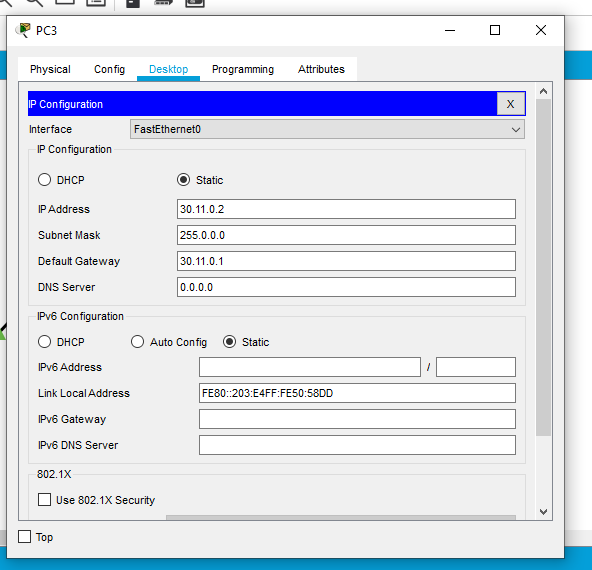 PC3
Physical Config Desktop Programming Attributes
IP Configuration X
Interface FastEthernet0
IP Configuration
DHCP Static
IP Address 30.11.0.2
Subnet Mask 255.0.0.0
Default Gateway 30.11.0.1
DNS Server 0.0.0.0
IPv6 Configuration
DHCP Auto Config Static
IPv6 Address /
Link Local Address FE80::203:E4FF:FE50:58DD
IPv6 Gateway
IPv6 DNS Server
802.1X
Use 802.1X Security
Top